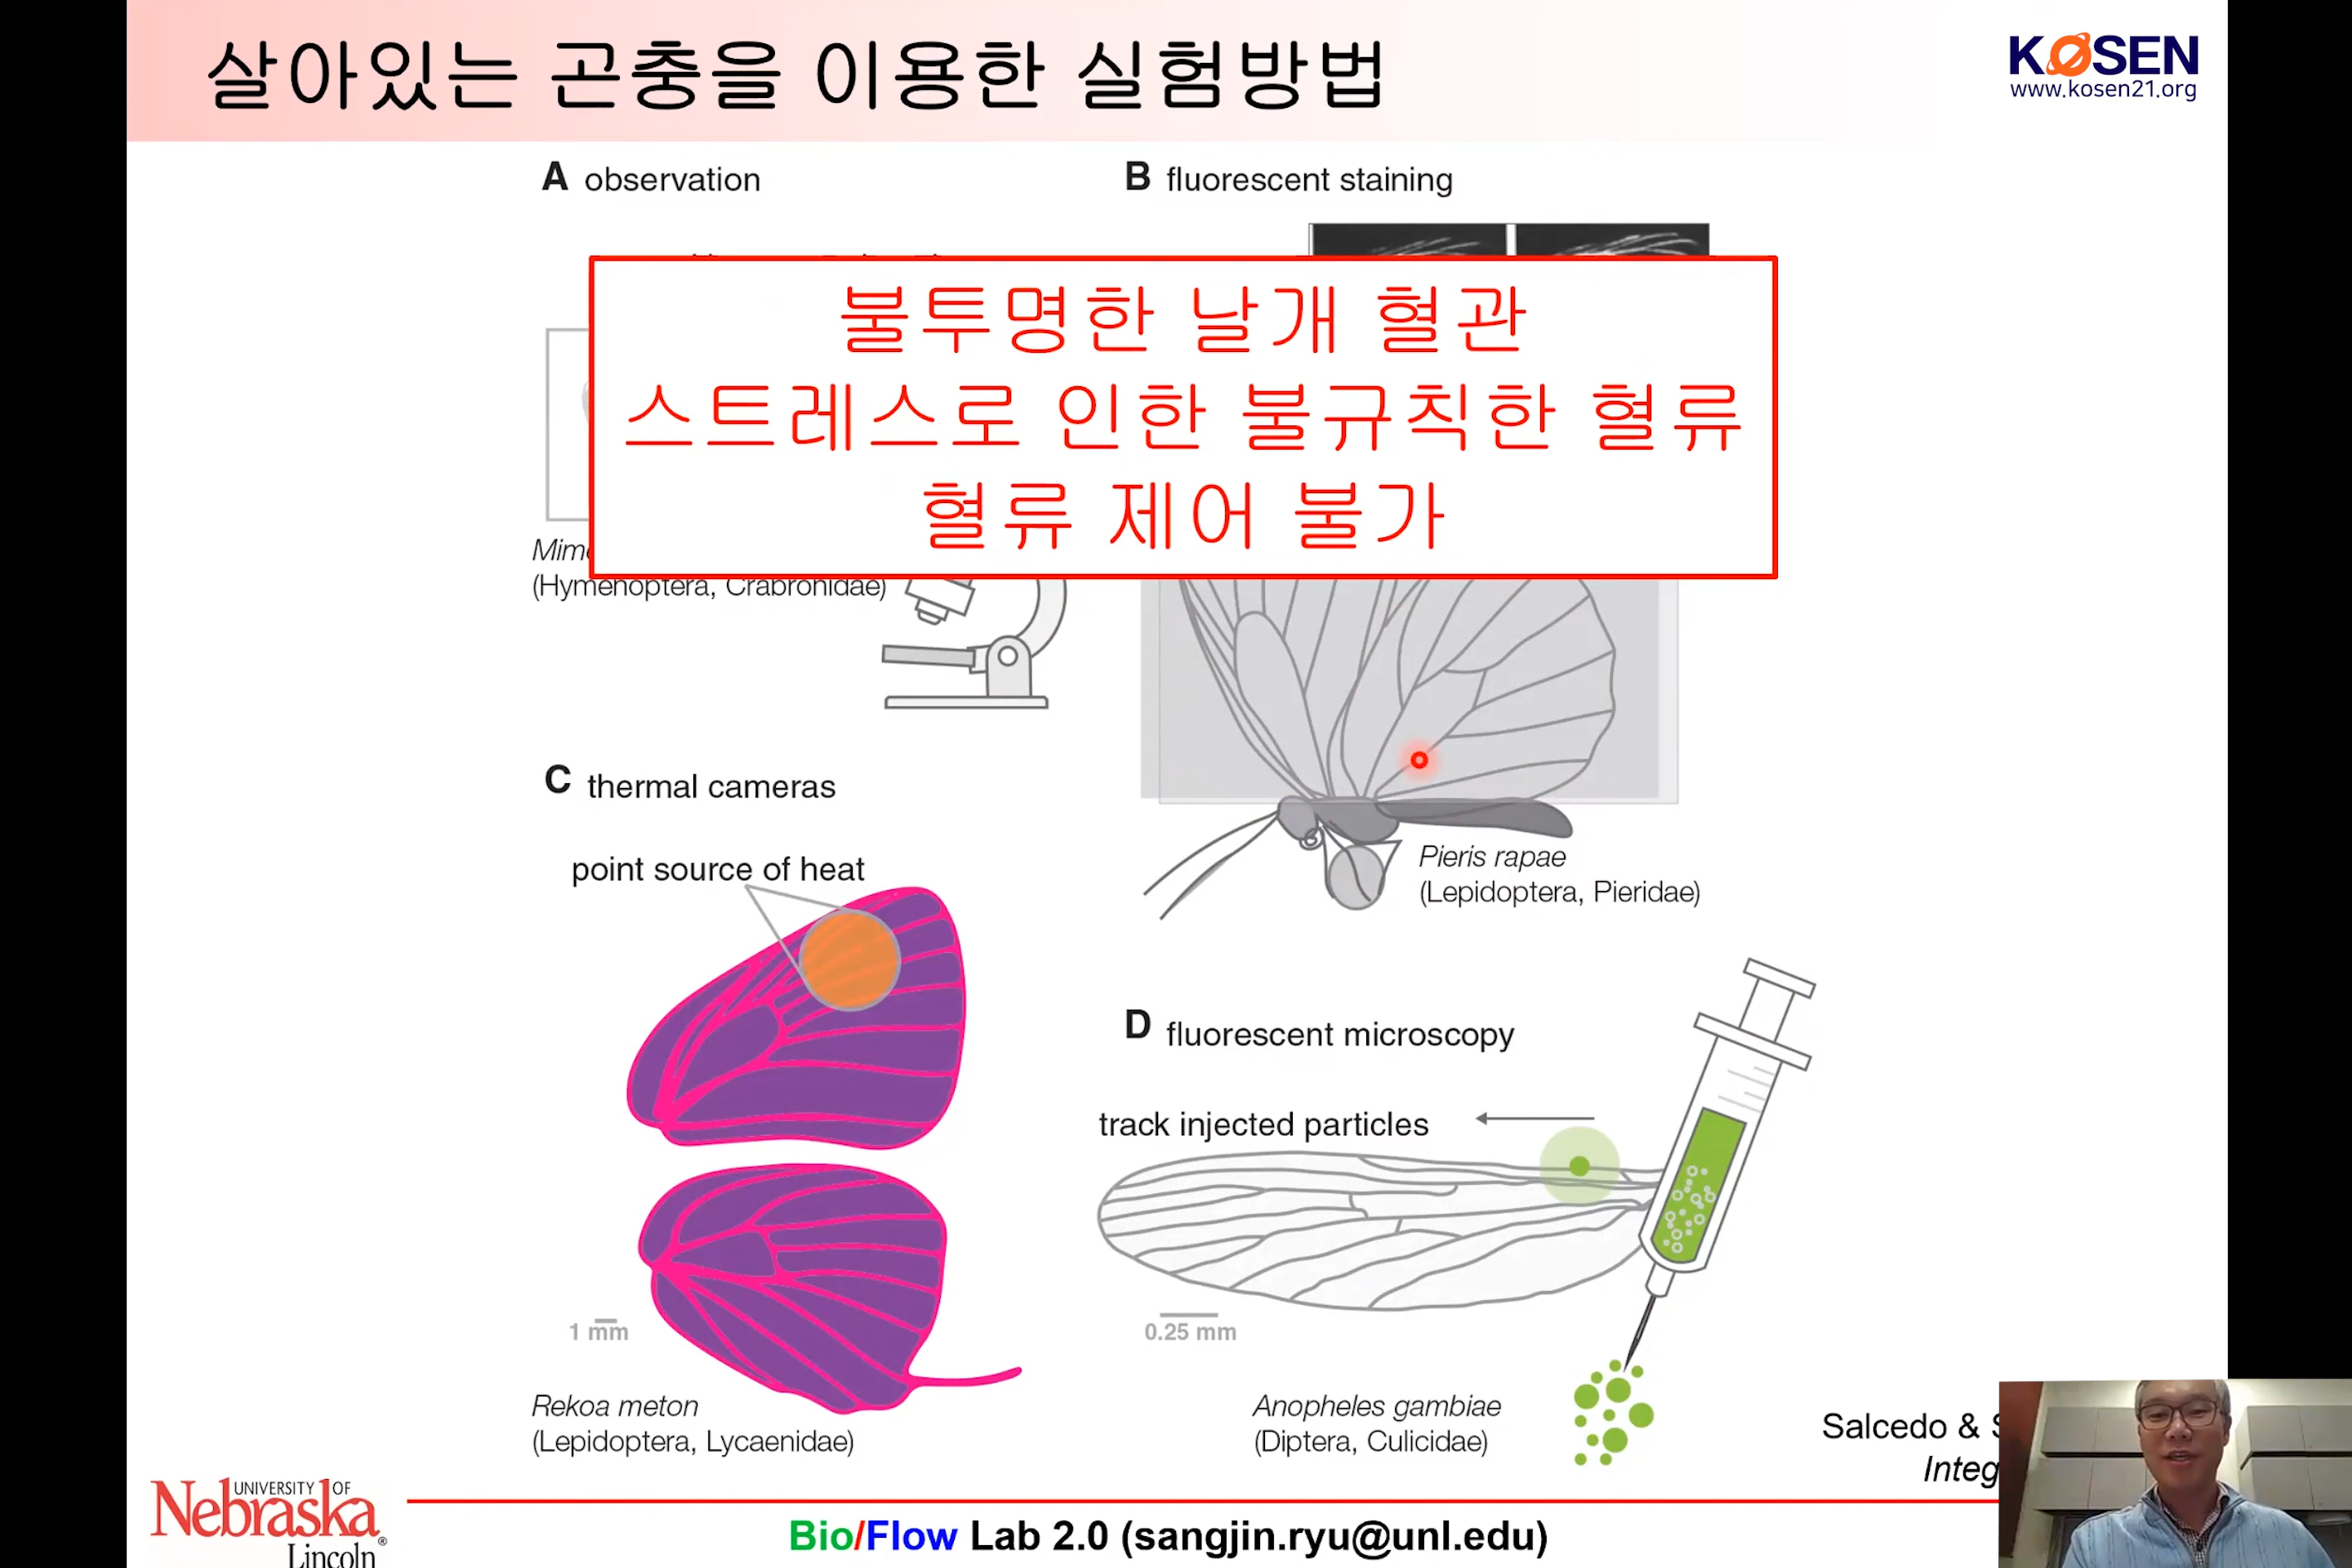 살아있는 곤충을 이용한 실험방법
KOSEN
www.kosen21.org
A observation
B fluorescent staining
불투명한 날개 혈관
스트레스로 인한 불규칙한 혈류
혈류 제어 불가
(Hymenoptera, Crabronidae)
C thermal cameras
point source of heat
Pieris rapae
(Lepidoptera, Pieridae)
D fluorescent microscopy
track injected particles
1 mm
0.25 mm
Rekoa meton
(Lepidoptera, Lycaenidae)
Anopheles gambiae
(Diptera, Culicidae)
Salcedo &
UNIVERSITY OF
Nebraska®
Lincoln
Bio/Flow Lab 2.0 (sangjin.ryu@unl.edu)